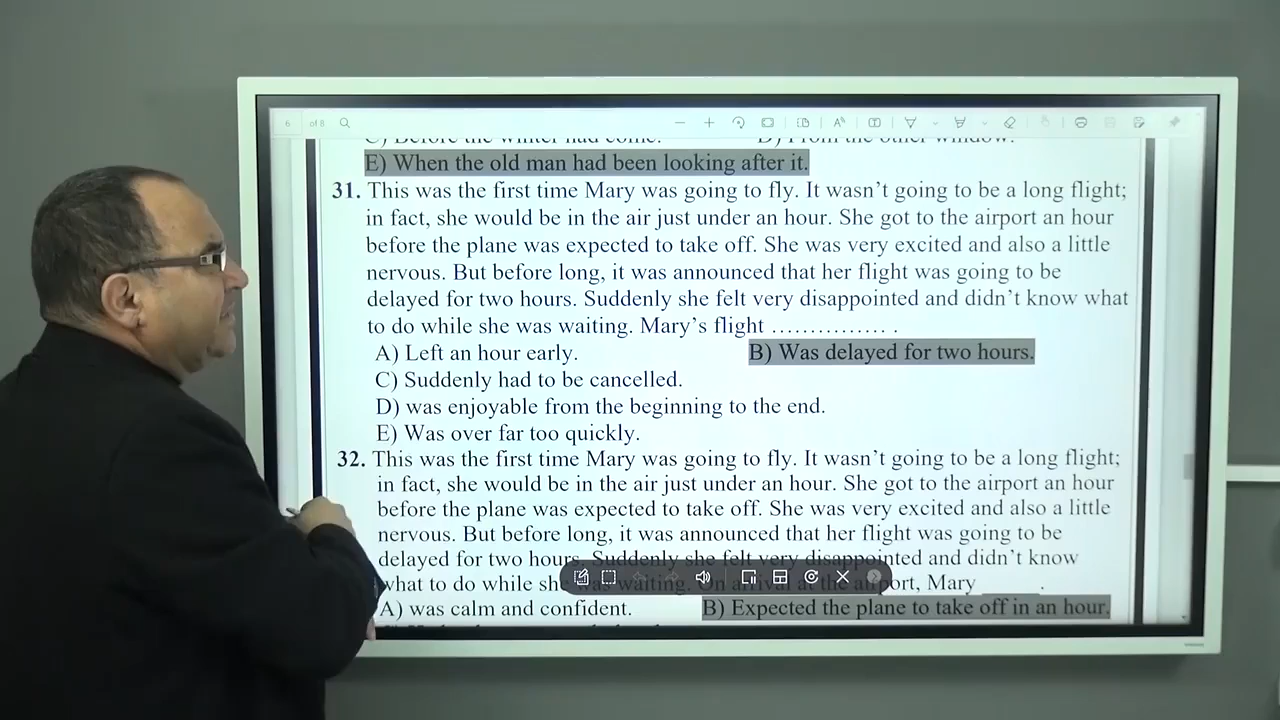 6 of 8
E) When the old man had been looking after it.
31. This was the first time Mary was going to fly. It wasn't going to be a long flight;
in fact, she would be in the air just under an hour. She got to the airport an hour
before the plane was expected to take off. She was very excited and also a little
nervous. But before long, it was announced that her flight was going to be
delayed for two hours. Suddenly she felt very disappointed and didn't know what
to do while she was waiting. Mary's flight …………… .
A) Left an hour early. B) Was delayed for two hours.
C) Suddenly had to be cancelled.
D) was enjoyable from the beginning to the end.
E) Was over far too quickly.
32. This was the first time Mary was going to fly. It wasn't going to be a long flight;
in fact, she would be in the air just under an hour. She got to the airport an hour
before the plane was expected to take off. She was very excited and also a little
nervous. But before long, it was announced that her flight was going to be
delayed for two hours. Suddenly she felt very disappointed and didn't know
what to do while she was waiting. On arrival at the airport, Mary ______ .
A) was calm and confident. B) Expected the plane to take off in an hour.